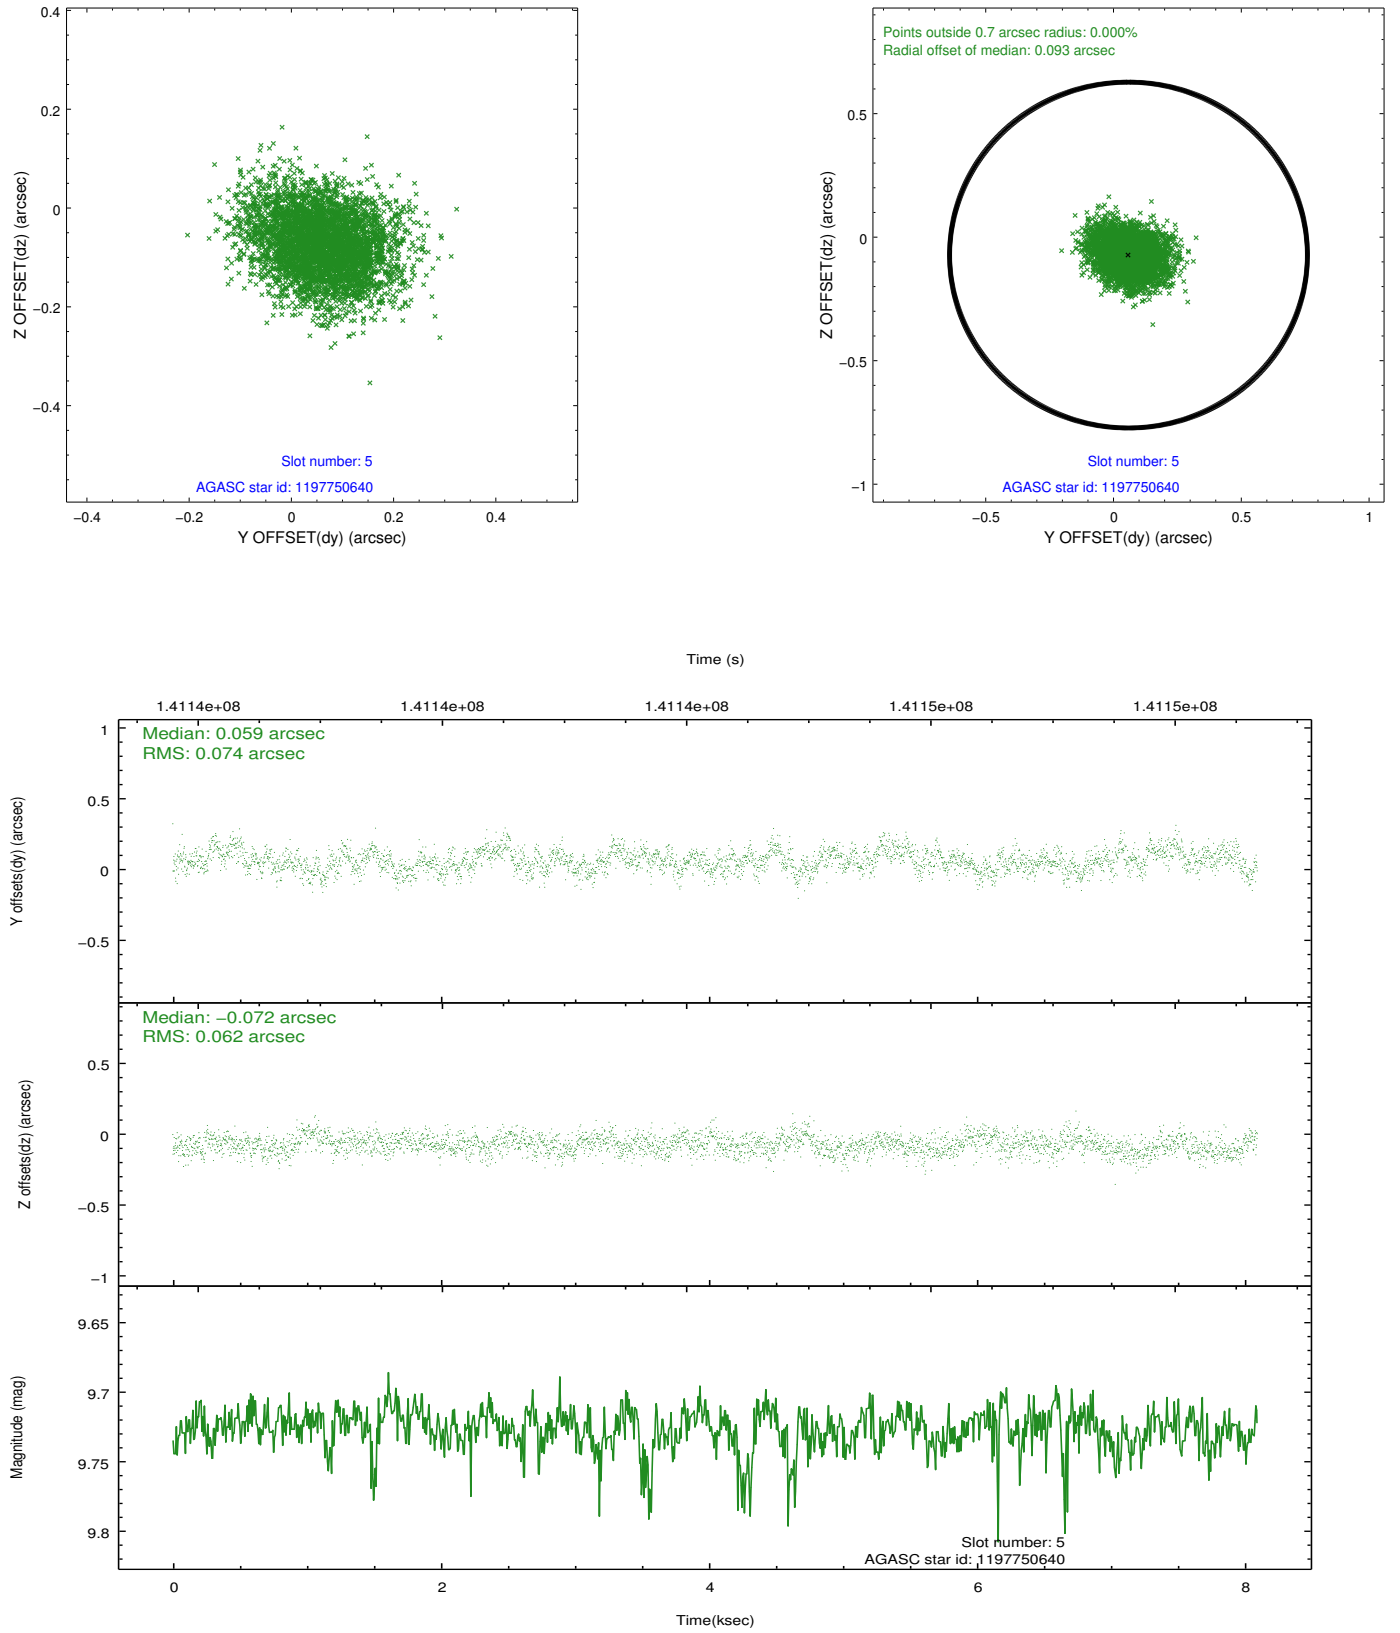 0.4
0.2
0
−0.2
−0.4
Z OFFSET(dz) (arcsec)
Slot number: 5
AGASC star id: 1197750640
−0.4 −0.2 0 0.2 0.4
Y OFFSET(dy) (arcsec)
Points outside 0.7 arcsec radius: 0.000%
Radial offset of median: 0.093 arcsec
0.5
0
−0.5
−1
Z OFFSET(dz) (arcsec)
Slot number: 5
AGASC star id: 1197750640
−0.5 0 0.5 1
Y OFFSET(dy) (arcsec)
Time (s)
1.4114e+08 1.4114e+08 1.4114e+08 1.4115e+08 1.4115e+08
Median: 0.059 arcsec
RMS: 0.074 arcsec
1
0.5
0
−0.5
Y offsets(dy) (arcsec)
Median: −0.072 arcsec
RMS: 0.062 arcsec
0.5
0
−0.5
−1
Z offsets(dz) (arcsec)
9.65
9.7
9.75
9.8
Magnitude (mag)
Slot number: 5
AGASC star id: 1197750640
0 2 4 6 8
Time(ksec)